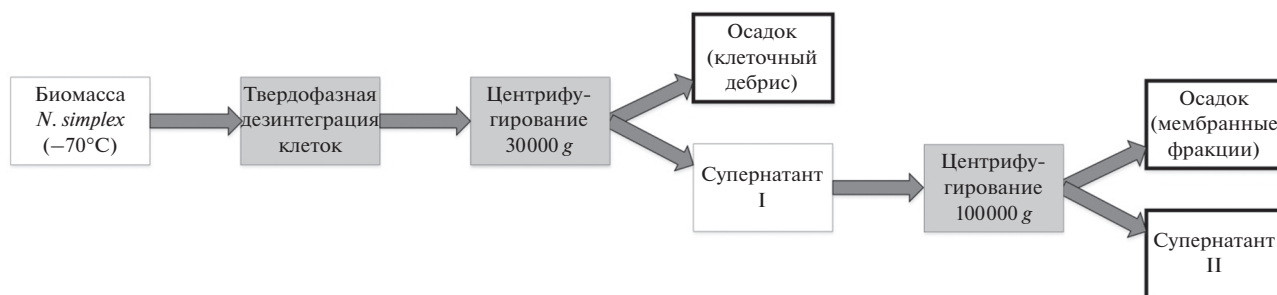 Биомасса
N. simplex
(−70°C)
Твердофазная
дезинтеграция
клеток
Центрифу-
гирование
30000 g
Осадок
(клеточный
дебрис)
Супернатант
I
Центрифу-
гирование
100000 g
Осадок
(мембранные
фракции)
Супернатант
II